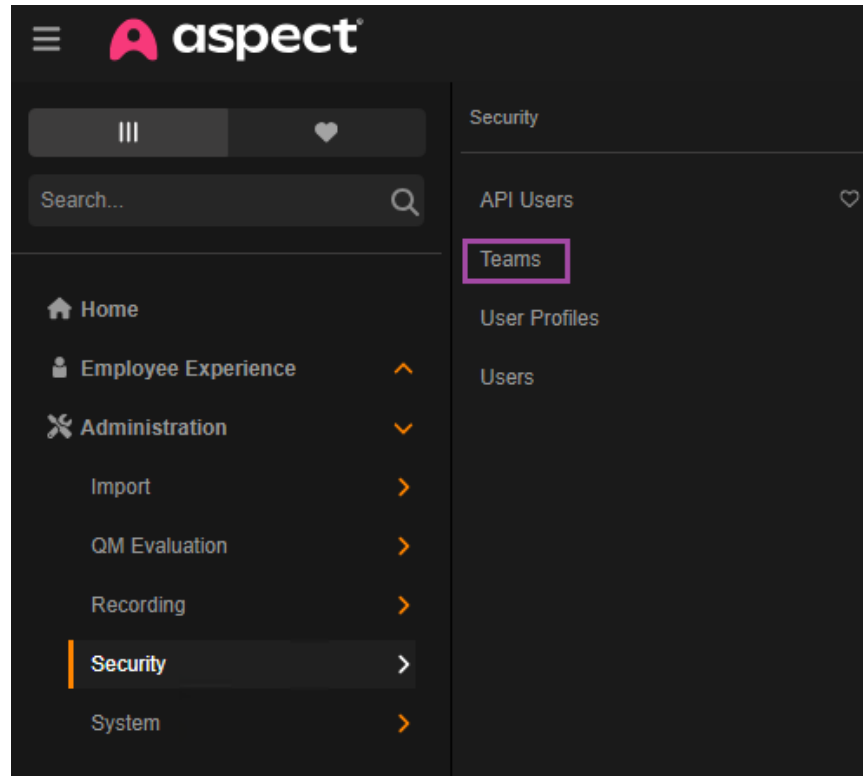 aspect
Search...
Home
Employee Experience
Administration
Import
QM Evaluation
Recording
Security
System
Security
API Users
Teams
User Profiles
Users